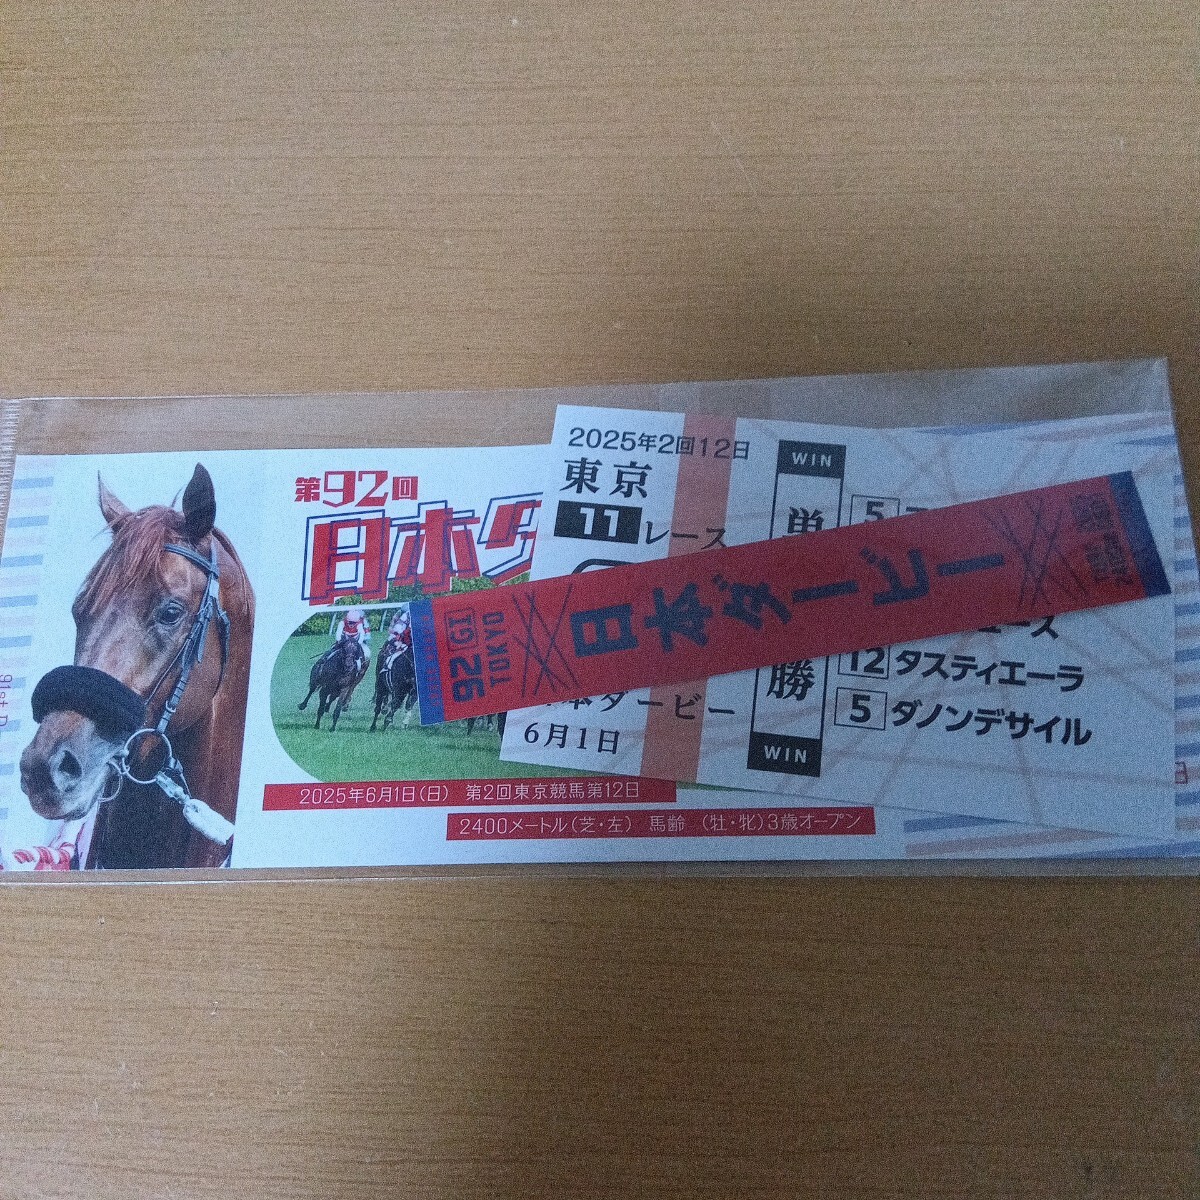 第92回
日本ダ
2025年6月1日(日) 第2回東京競馬第12日
2400メートル(芝・左) 馬齢 (牡・牝)3歳オープン
91st D
2025年2回12日
東京
11レース
本ダービー
6月1日
WIN
単
勝
WIN
5
ース
12 タスティエーラ
5 ダノンデサイル
92 GI
TOKYO
日本ダービー